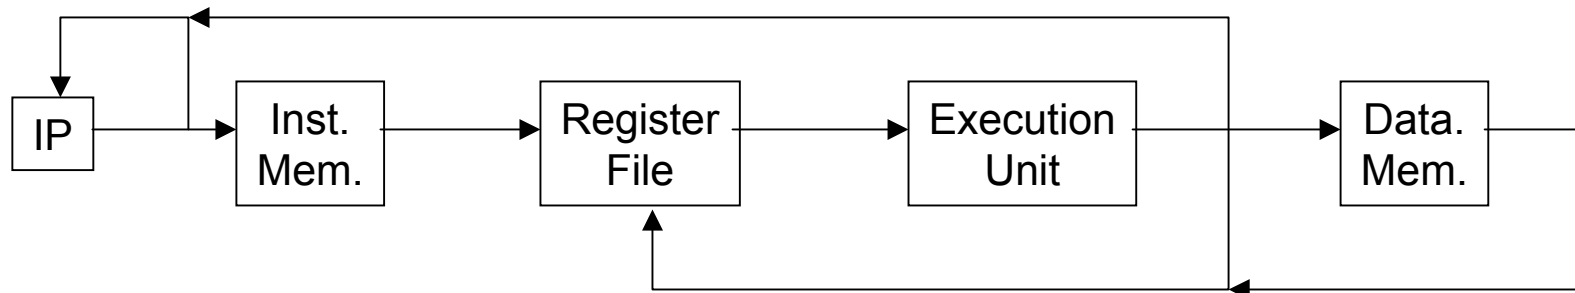 IP
Inst.
Mem.
Register
File
Execution
Unit
Data.
Mem.